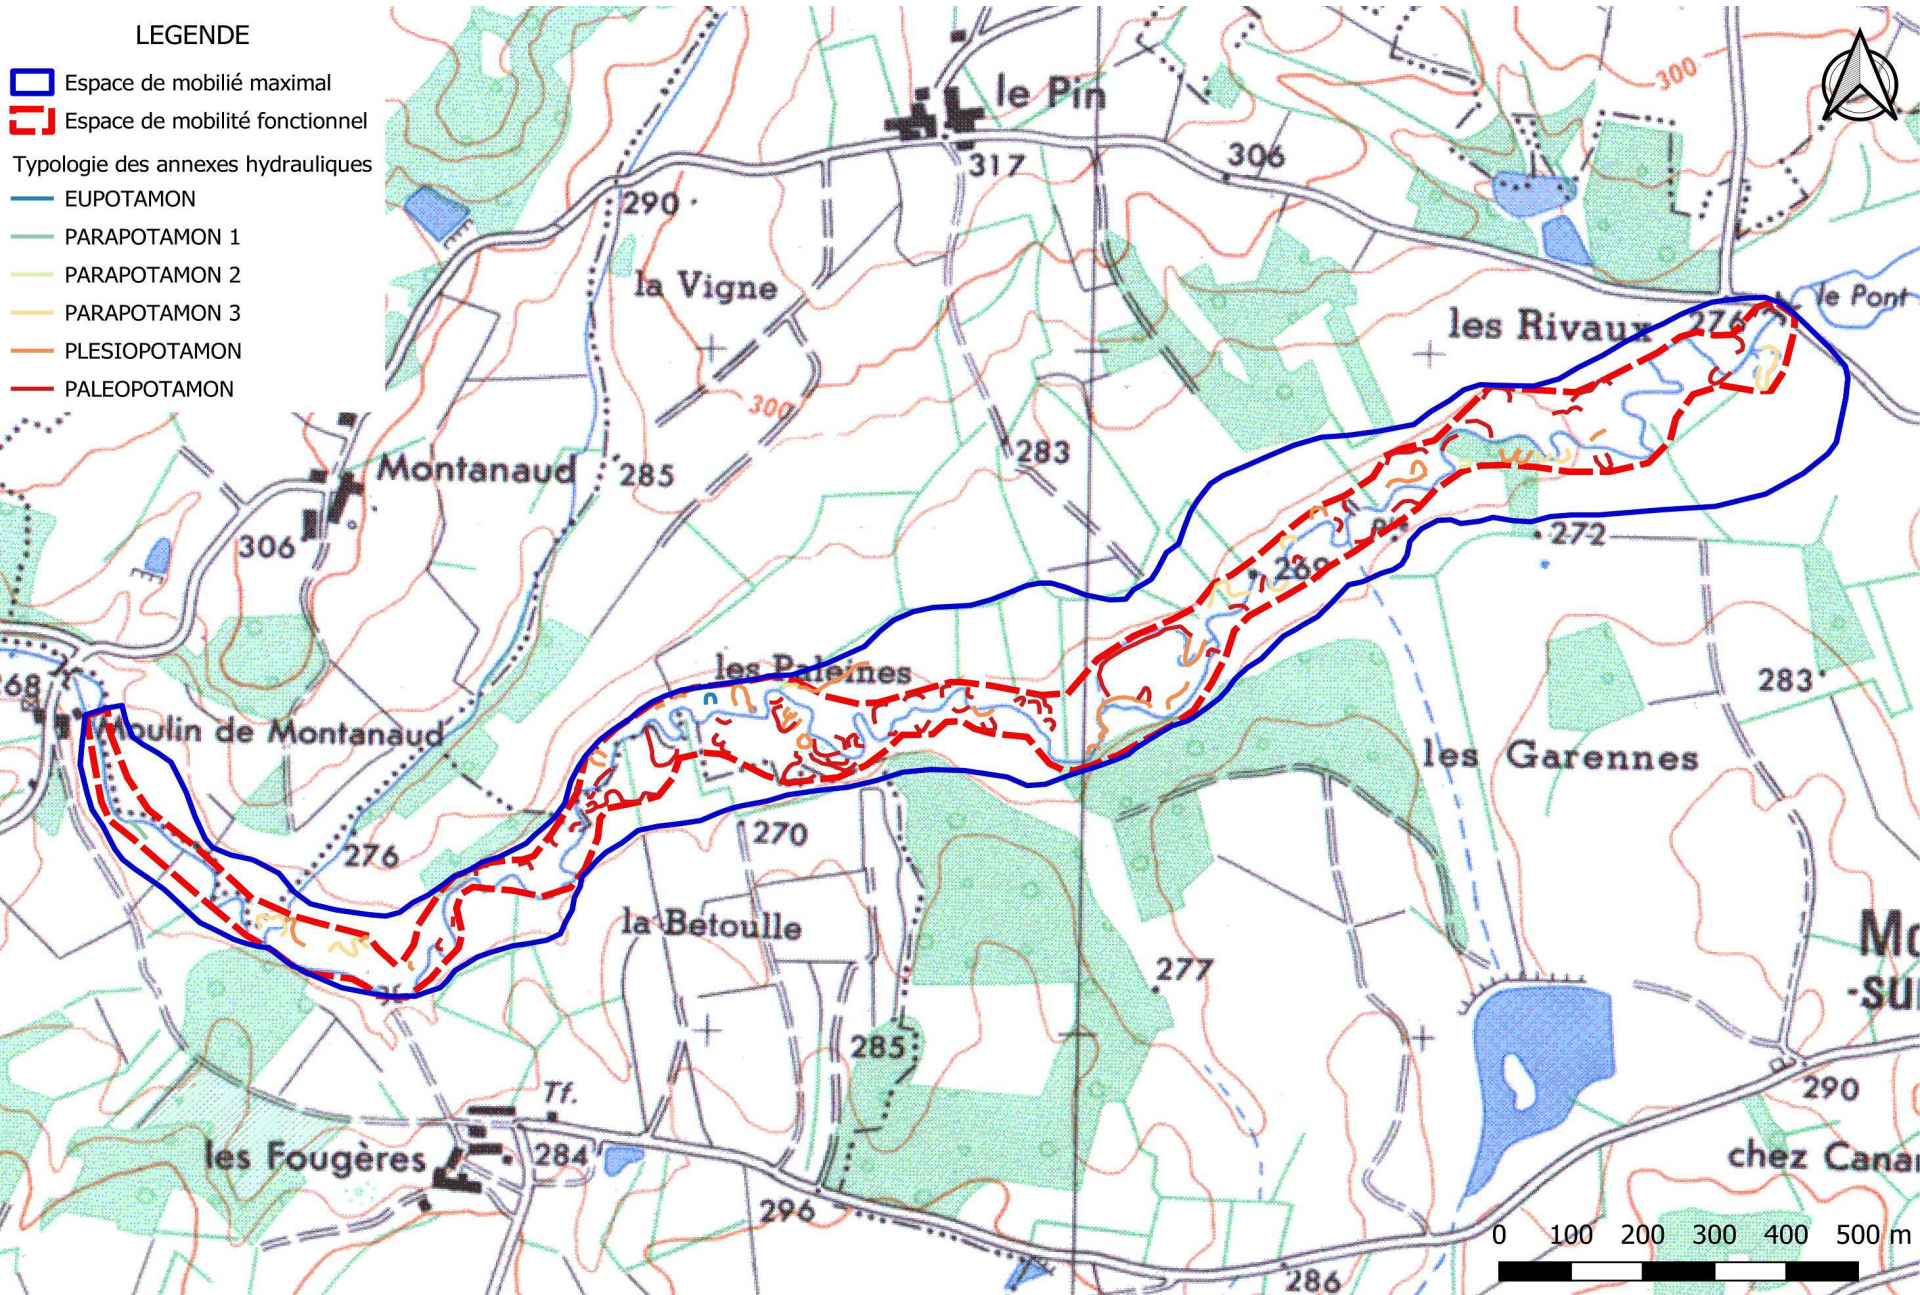 LEGENDE
Espace de mobilié maximal
Espace de mobilité fonctionnel
Typologie des annexes hydrauliques
EUPOTAMON
PARAPOTAMON 1
PARAPOTAMON 2
PARAPOTAMON 3
PLESIOPOTAMON
PALEOPOTAMON
le Pin
300
317
306
290
la Vigne
le Pont
les Rivaux
276
300
283
Montanaud
285
306
272
269
268
les Paleines
283
Moulin de Montanaud
les Garennes
270
276
la Betoulle
277
285
290
Tf.
les Fougères
284
chez Canar
296
0 100 200 300 400 500 m
286